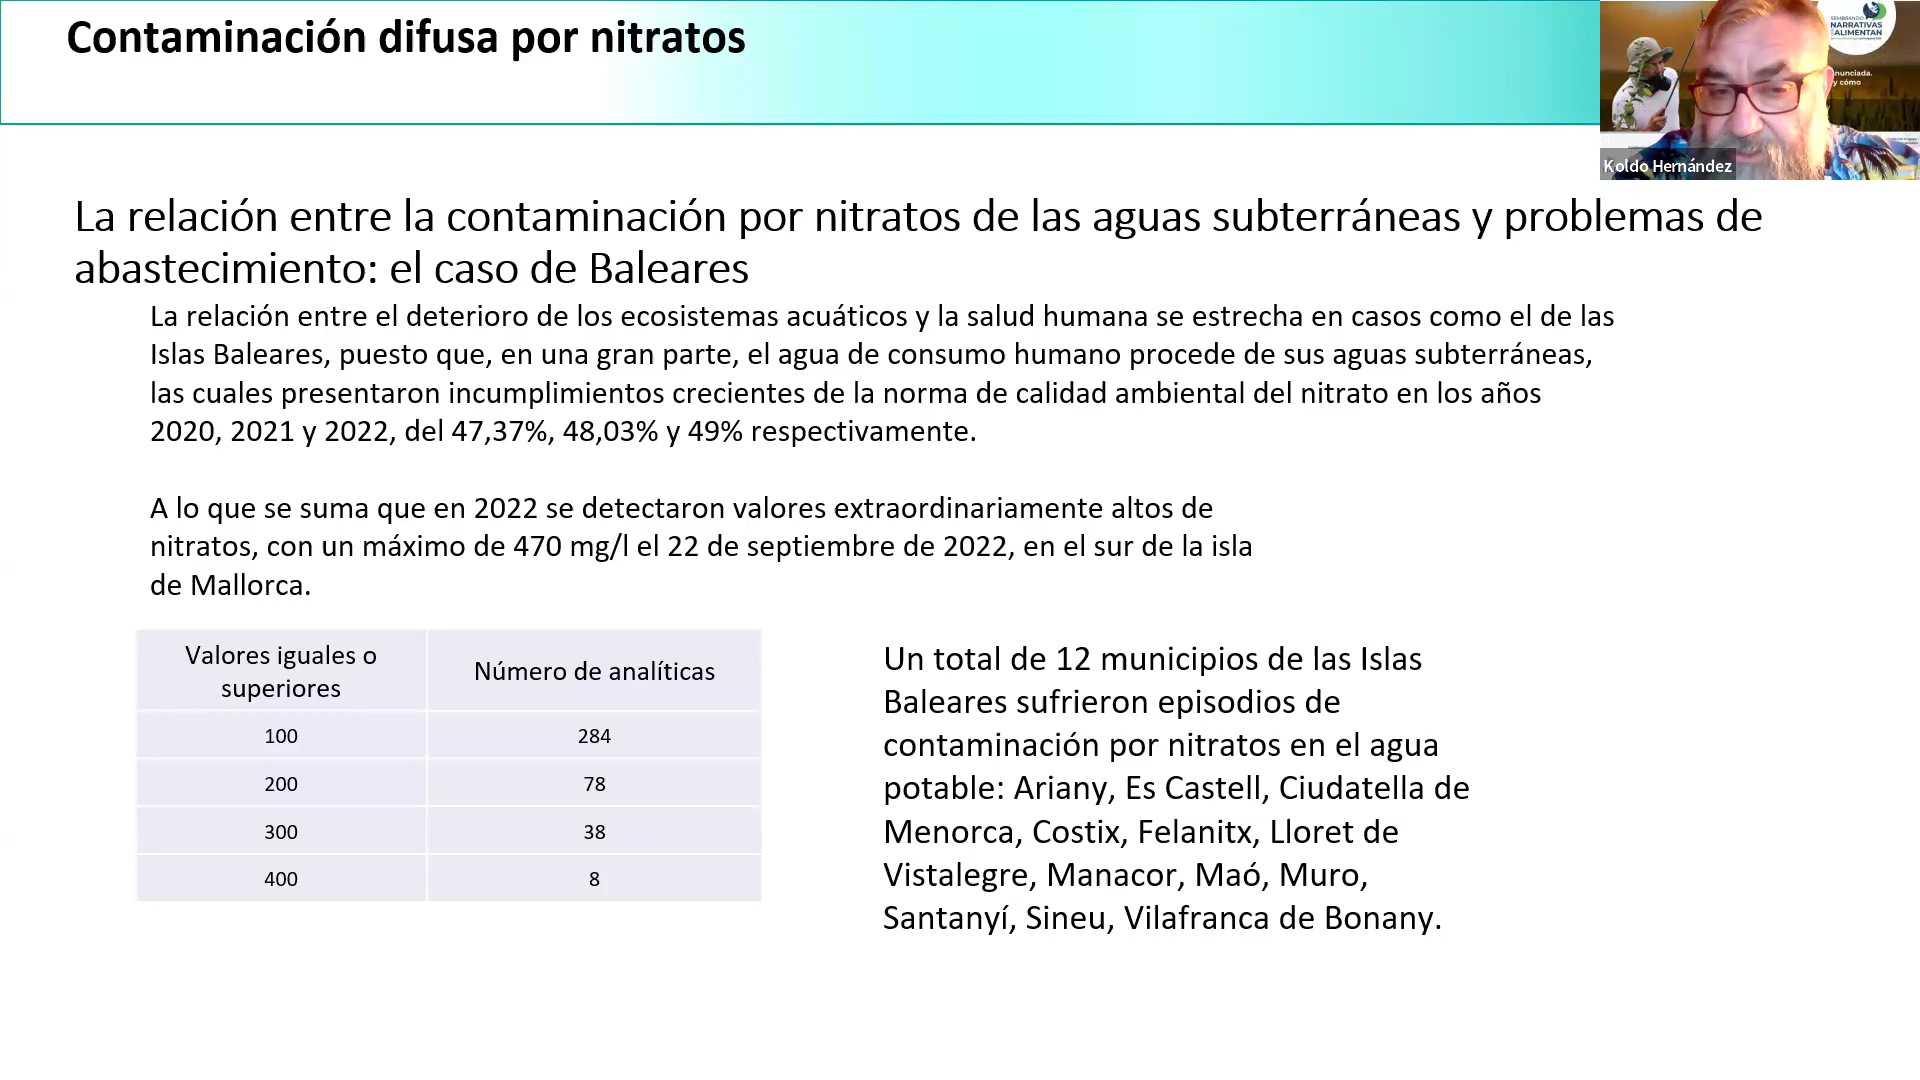 Contaminación difusa por nitratos
SEMBRANDO
NARRATIVAS
ALIMENTAN
nunciada.
y cómo
Koldo Hernández
La relación entre la contaminación por nitratos de las aguas subterráneas y problemas de
abastecimiento: el caso de Baleares
La relación entre el deterioro de los ecosistemas acuáticos y la salud humana se estrecha en casos como el de las
Islas Baleares, puesto que, en una gran parte, el agua de consumo humano procede de sus aguas subterráneas,
las cuales presentaron incumplimientos crecientes de la norma de calidad ambiental del nitrato en los años
2020, 2021 y 2022, del 47,37%, 48,03% y 49% respectivamente.
A lo que se suma que en 2022 se detectaron valores extraordinariamente altos de
nitratos, con un máximo de 470 mg/l el 22 de septiembre de 2022, en el sur de la isla
de Mallorca.
Valores iguales o
superiores
Número de analíticas
100 284
200 78
300 38
400 8
Un total de 12 municipios de las Islas
Baleares sufrieron episodios de
contaminación por nitratos en el agua
potable: Ariany, Es Castell, Ciudatella de
Menorca, Costix, Felanitx, Lloret de
Vistalegre, Manacor, Maó, Muro,
Santanyí, Sineu, Vilafranca de Bonany.